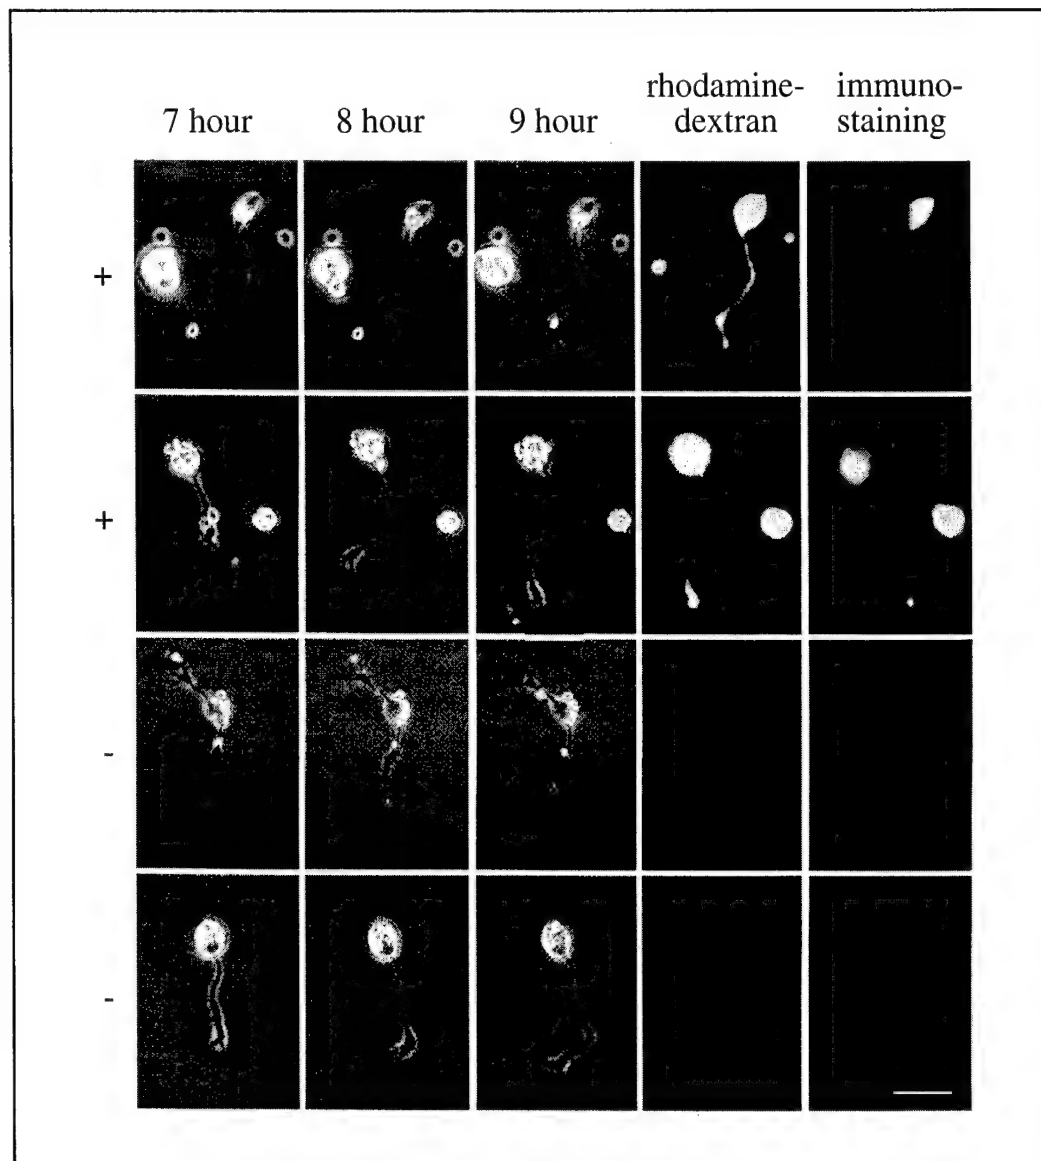 7 hour 8 hour 9 hour rhodamine-
dextran immuno-
staining
+
+
-
-